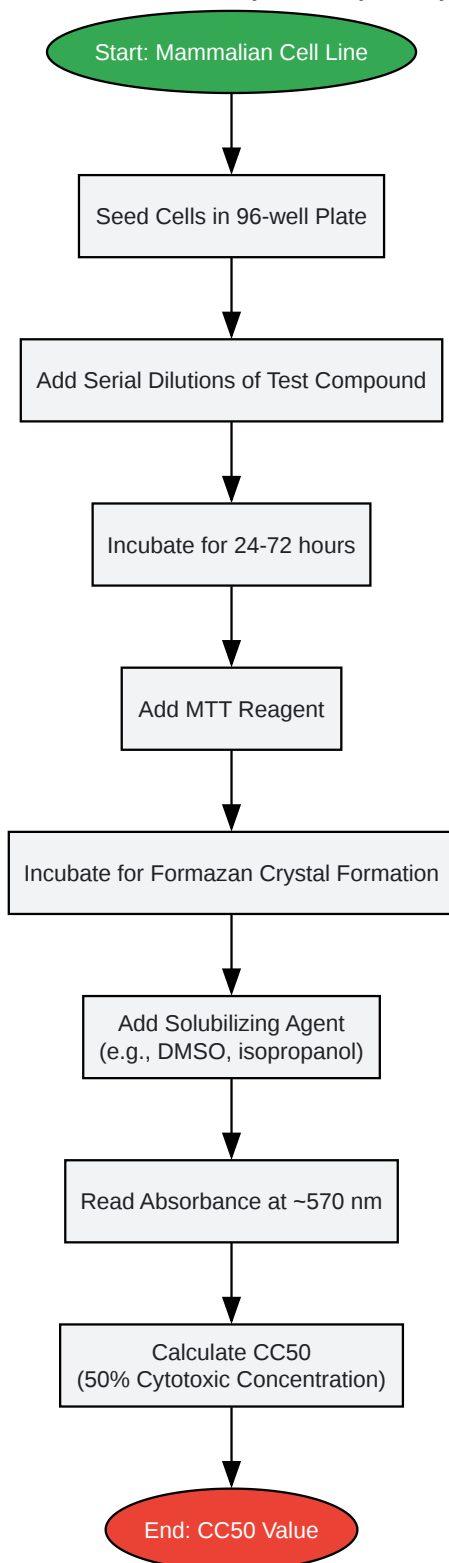 Start: Mammalian Cell Line
Seed Cells in 96-well Plate
Add Serial Dilutions of Test Compound
Incubate for 24-72 hours
Add MTT Reagent
Incubate for Formazan Crystal Formation
Add Solubilizing Agent
(e.g., DMSO, isopropanol)
Read Absorbance at ~570 nm
Calculate CC50
(50% Cytotoxic Concentration)
End: CC50 Value